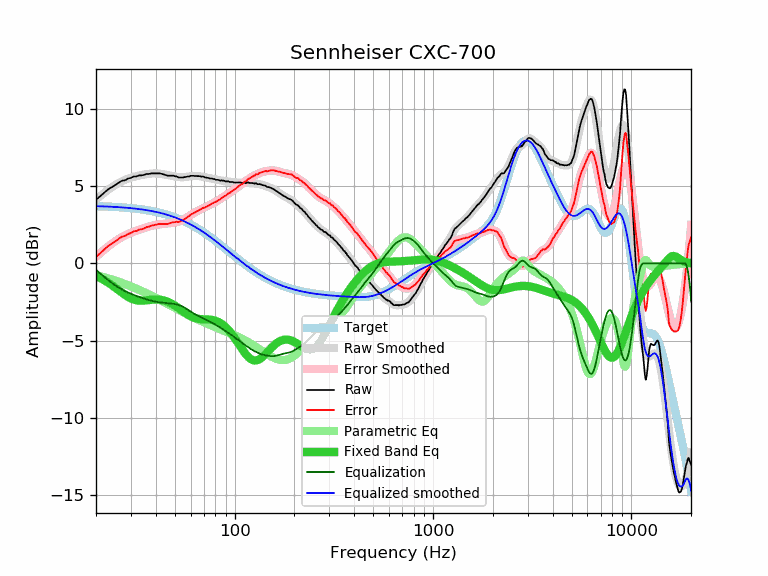 Sennheiser CXC-700
Amplitude (dBr)
10
5
0
−5
−10
−15
Target
Raw Smoothed
Error Smoothed
Raw
Error
Parametric Eq
Fixed Band Eq
Equalization
Equalized smoothed
100
1000
10000
Frequency (Hz)